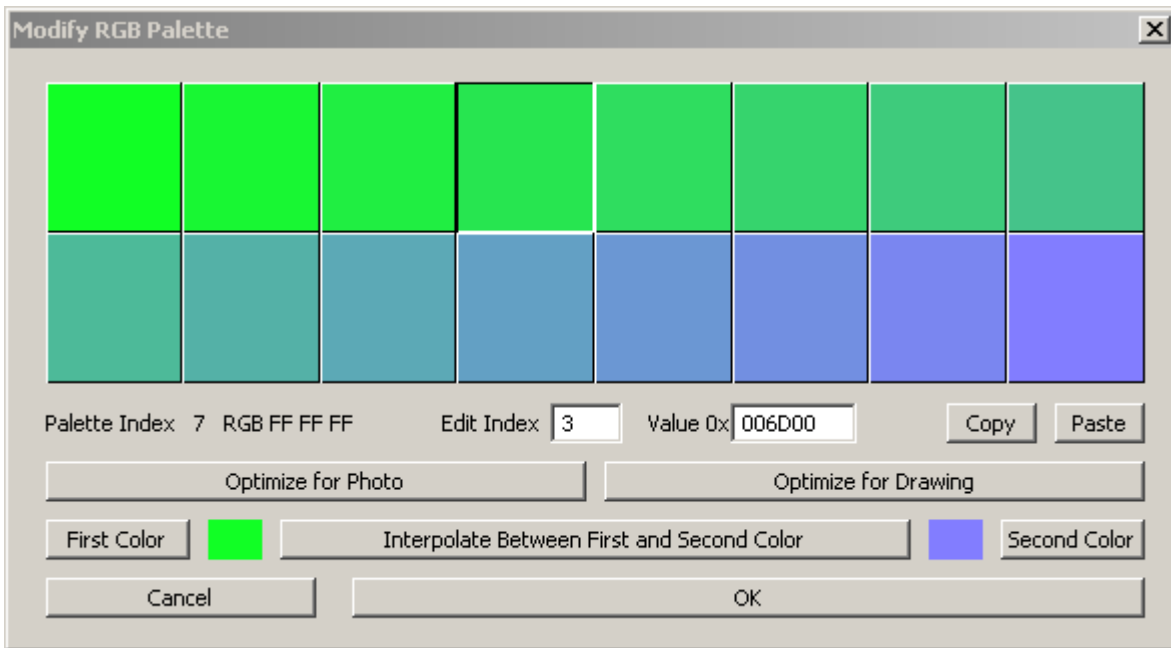 Modify RGB Palette
Palette Index 7 RGB FF FF FF Edit Index 3 Value 0x 006D00 Copy Paste
Optimize for Photo Optimize for Drawing
First Color Interpolate Between First and Second Color Second Color
Cancel OK